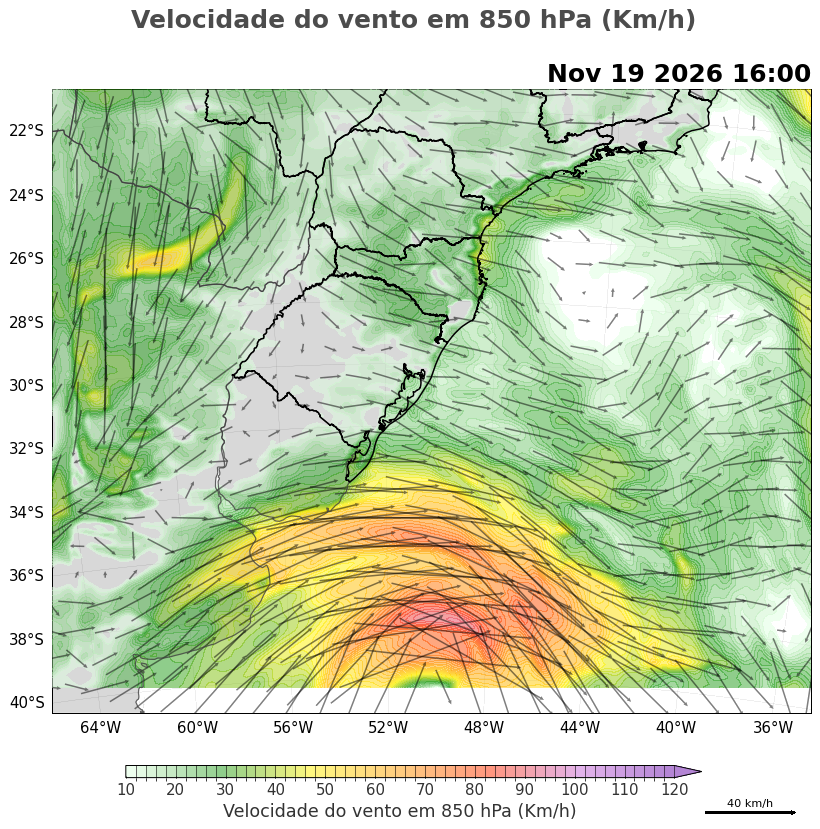 Velocidade do vento em 850 hPa (Km/h)
Nov 19 2026 16:00
22°S
24°S
26°S
28°S
30°S
32°S
34°S
36°S
38°S
40°S
64°W 60°W 56°W 52°W 48°W 44°W 40°W 36°W
10 20 30 40 50 60 70 80 90 100 110 120
Velocidade do vento em 850 hPa (Km/h)
40 km/h